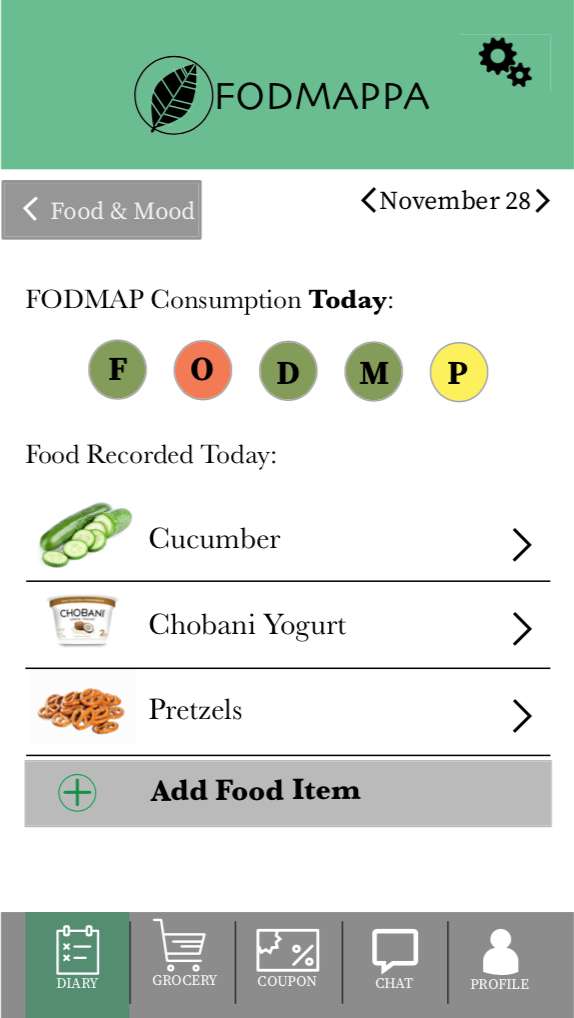 FODMAPPA
Food & Mood
November 28
FODMAP Consumption Today:
F O D M P
Food Recorded Today:
Cucumber
CHOBANI
Chobani Yogurt
Pretzels
Add Food Item
DIARY
GROCERY
COUPON
CHAT
PROFILE